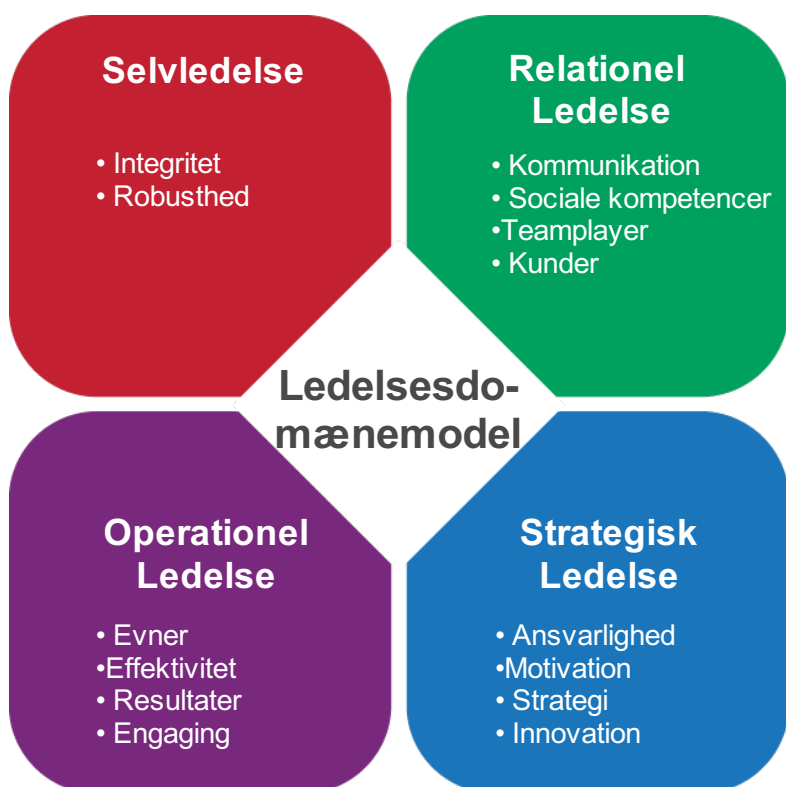 Selvledelse
• Integritet
• Robusthed
Relationel
Ledelse
• Kommunikation
• Sociale kompetencer
•Teamplayer
• Kunder
Ledelsesdo-
mænemodel
Operationel
Ledelse
• Evner
•Effektivitet
• Resultater
• Engaging
Strategisk
Ledelse
• Ansvarlighed
•Motivation
• Strategi
• Innovation